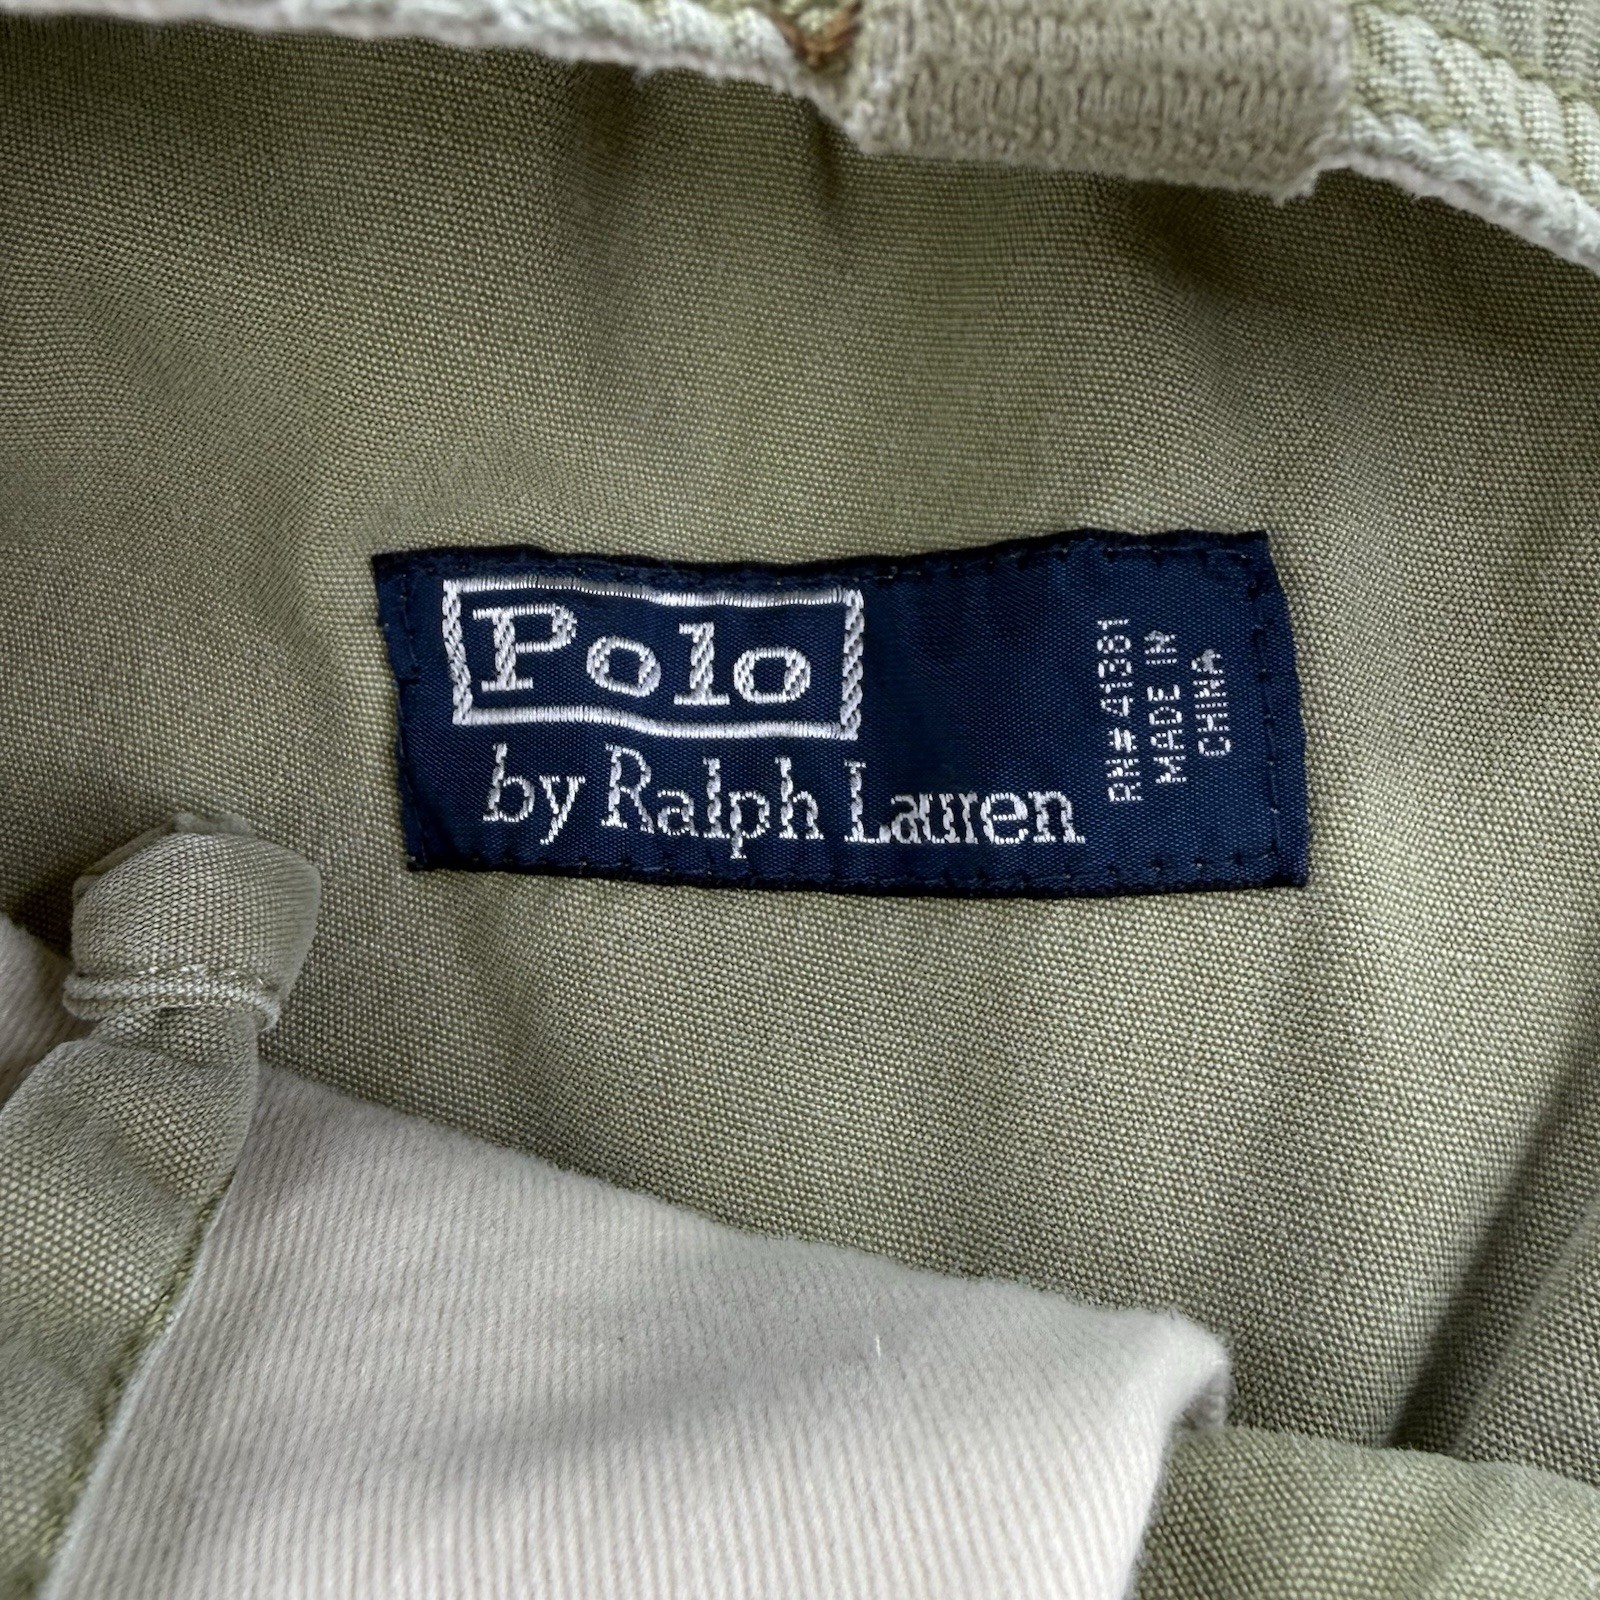 Polo
by Ralph Lauren
RN#41381
MADE IN
CHINA